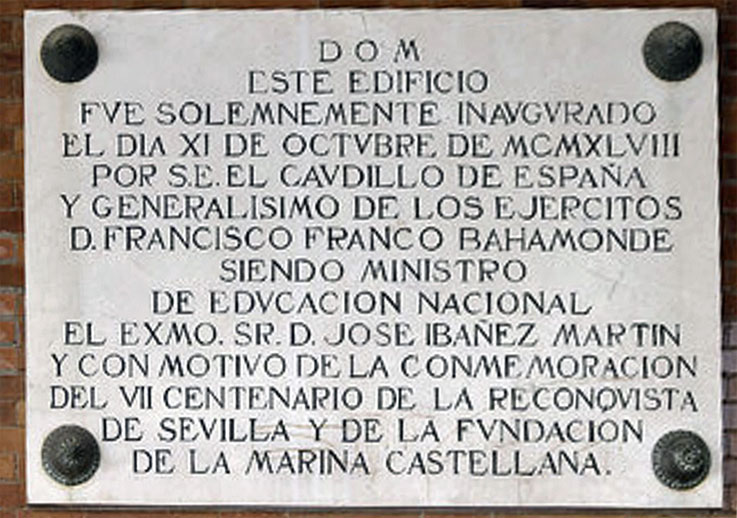 D O M
ESTE EDIFICIO
FVE SOLEMNEMENTE INAVGVRADO
EL DIA XI DE OCTVBRE DE MCMXLVIII
POR S.E. EL CAVDILLO DE ESPAÑA
Y GENERALISIMO DE LOS EJERCITOS
D. FRANCISCO FRANCO BAHAMONDE
SIENDO MINISTRO
DE EDVCACION NACIONAL
EL EXMO. SR. D. JOSE IBAÑEZ MARTIN
Y CON MOTIVO DE LA CONMEMORACION
DEL VII CENTENARIO DE LA RECONQVISTA
DE SEVILLA Y DE LA FVNDACION
DE LA MARINA CASTELLANA.